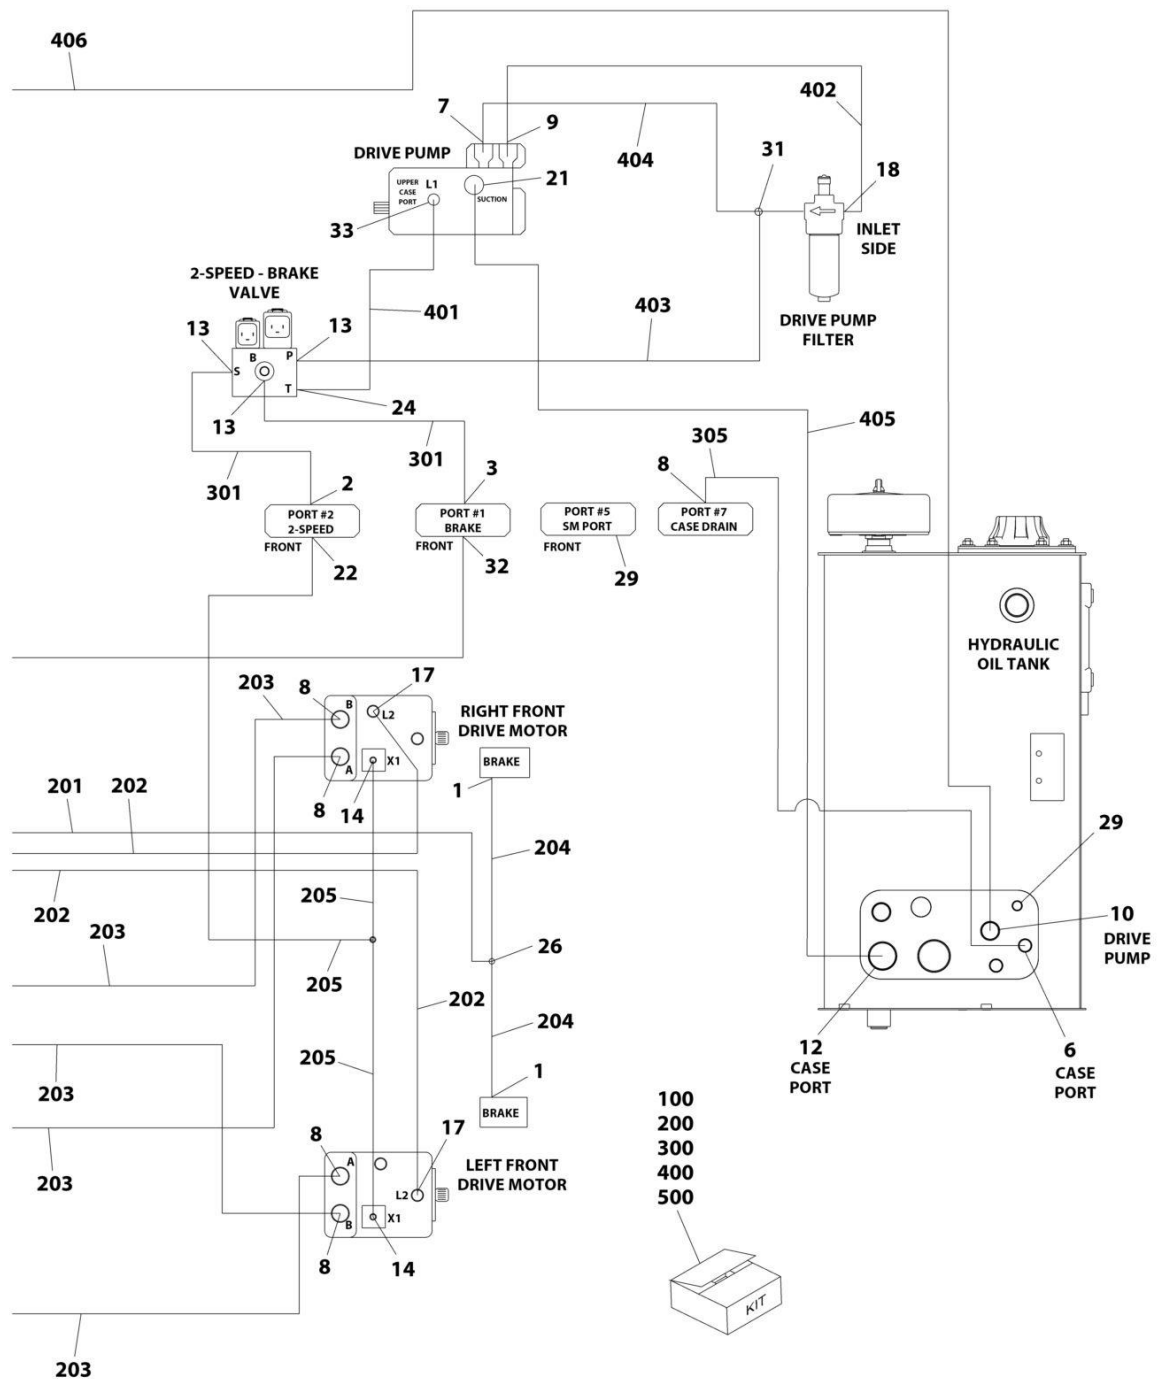 406
402
7
9
404
31
18
DRIVE PUMP
UPPER
CASE
PORT
L1
21
SUCTION
33
INLET
SIDE
2-SPEED - BRAKE
VALVE
401
403
DRIVE PUMP
FILTER
13
13
B
P
S
T
13
24
405
301
301
305
2
3
8
PORT #2
2-SPEED
PORT #1
BRAKE
PORT #5
SM PORT
PORT #7
CASE DRAIN
FRONT
FRONT
FRONT
22
32
29
HYDRAULIC
OIL TANK
203
8
17
B
L2
RIGHT FRONT
DRIVE MOTOR
A
X1
BRAKE
201
202
8
14
1
204
29
205
202
203
10
DRIVE
PUMP
26
205
202
204
205
12
CASE
PORT
6
CASE
PORT
203
1
BRAKE
100
200
300
400
500
8
17
A
LEFT FRONT
DRIVE MOTOR
203
L2
B
X1
8
14
KIT
203